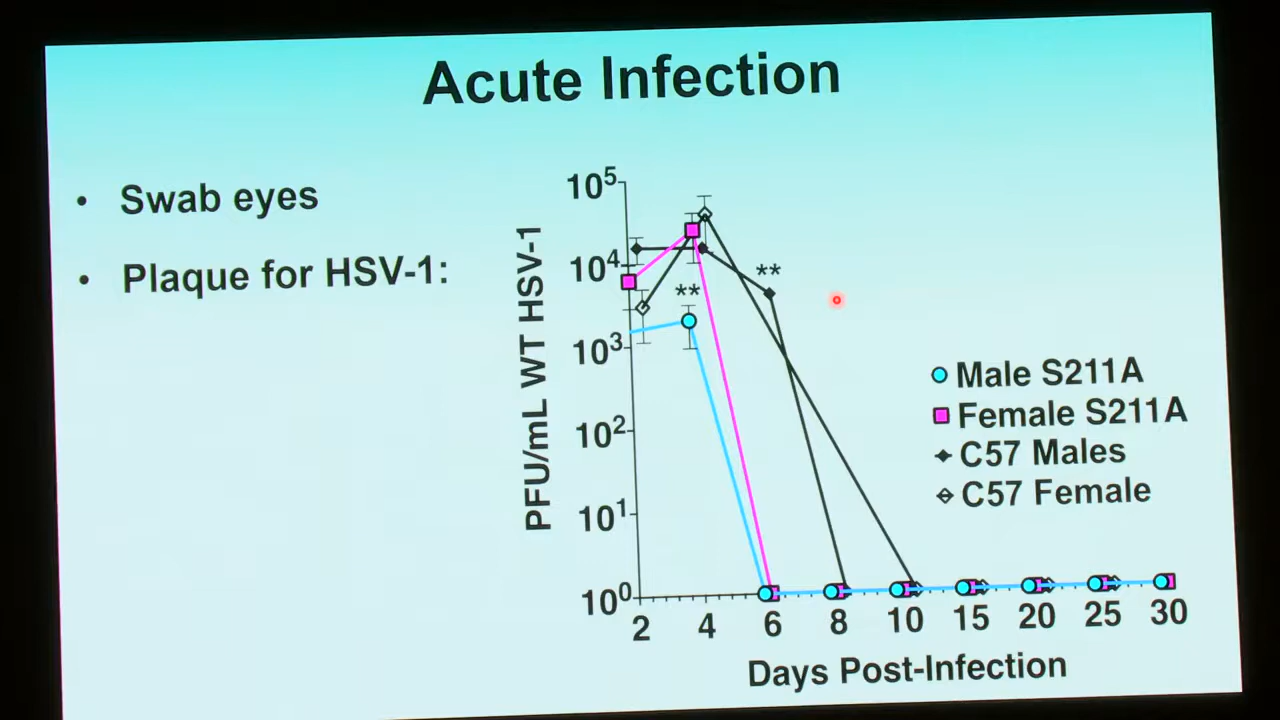 Acute Infection
• Swab eyes
• Plaque for HSV-1:
PFU/mL WT HSV-1
10⁵
10⁴
10³
10²
10¹
10⁰
**
**
2 4 6 8 10 15 20 25 30
Days Post-Infection
Male S211A
Female S211A
C57 Males
C57 Female